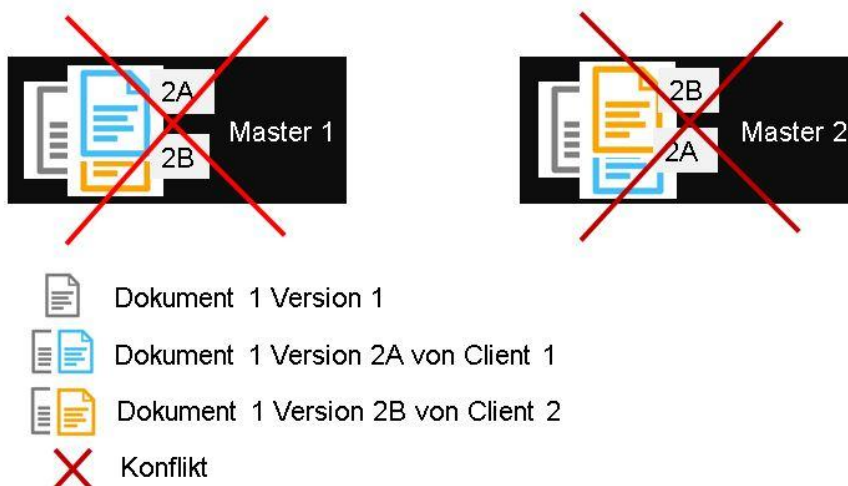 2A
2B
Master 1
2B
2A
Master 2
Dokument 1 Version 1
Dokument 1 Version 2A von Client 1
Dokument 1 Version 2B von Client 2
Konflikt